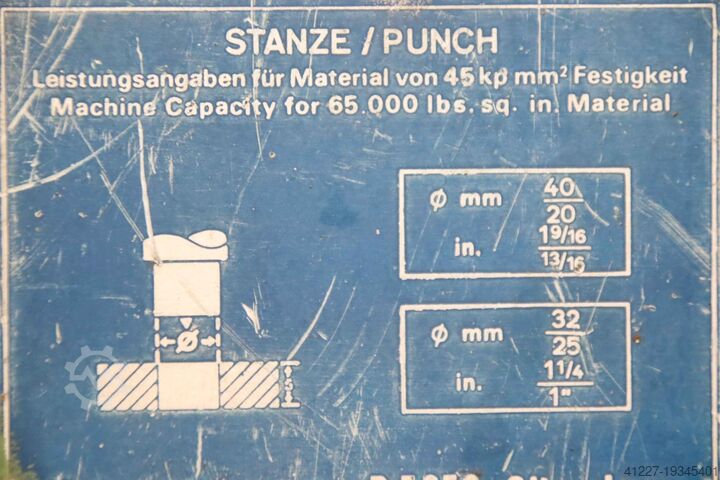 STANZE / PUNCH
Leistungsangaben für Material von 45 kp mm² Festigkeit
Machine Capacity for 65.000 lbs. sq. in. Material
ø mm 40/20
in. 1 9/16 / 13/16
ø mm 32/25
in. 1 1/4 / 1"
ø
S
41227-19345401